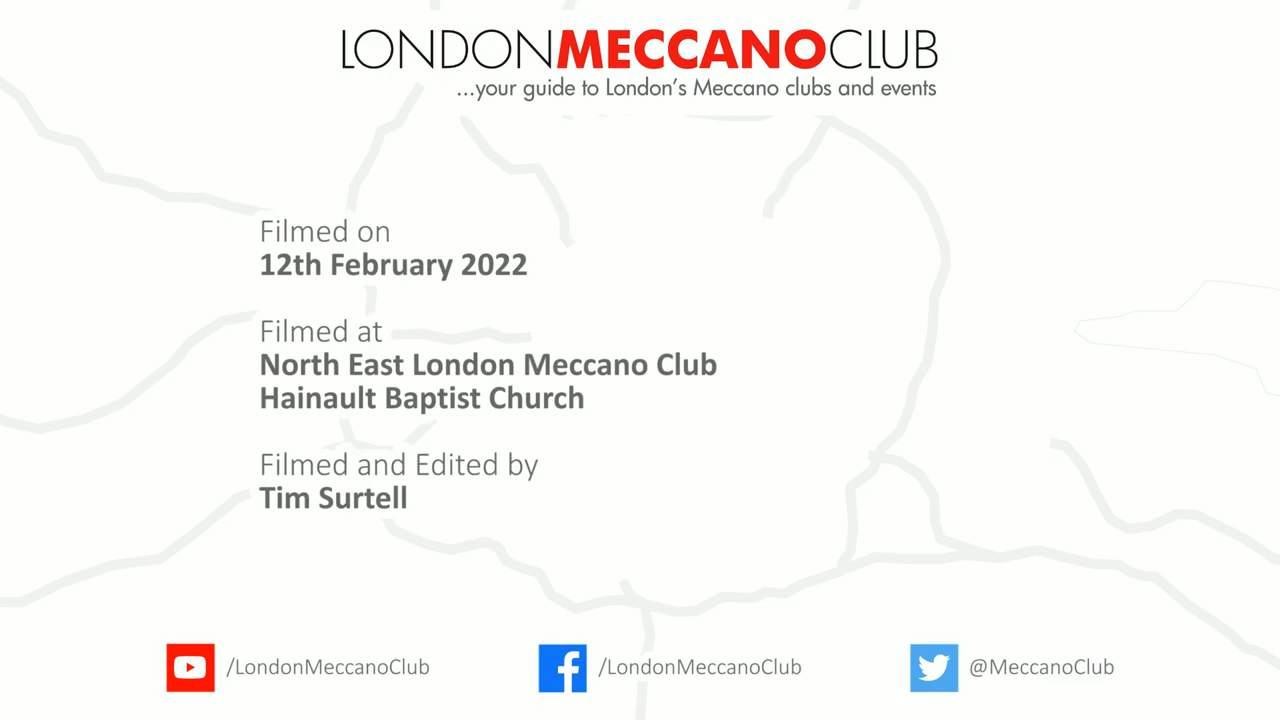 LONDONMECCANOCLUB
...your guide to London's Meccano clubs and events
Filmed on
12th February 2022
Filmed at
North East London Meccano Club
Hainault Baptist Church
Filmed and Edited by
Tim Surtell
/LondonMeccanoClub
/LondonMeccanoClub
@MeccanoClub